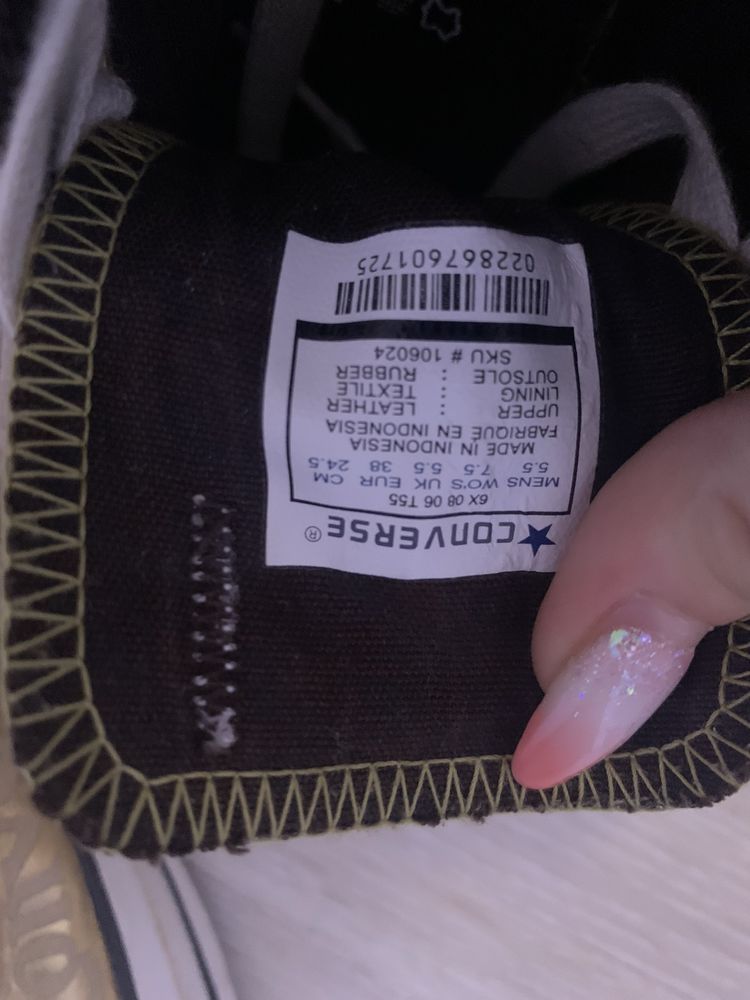 CONVERSE®
6X 08 06 T55
MENS WO'S UK EUR CM
5.5 7.5 5.5 38 24.5
MADE IN INDONESIA
FABRIQUÉ EN INDONESIA
UPPER : LEATHER
LINING : TEXTILE
OUTSOLE : RUBBER
SKU # 106024
022867601725